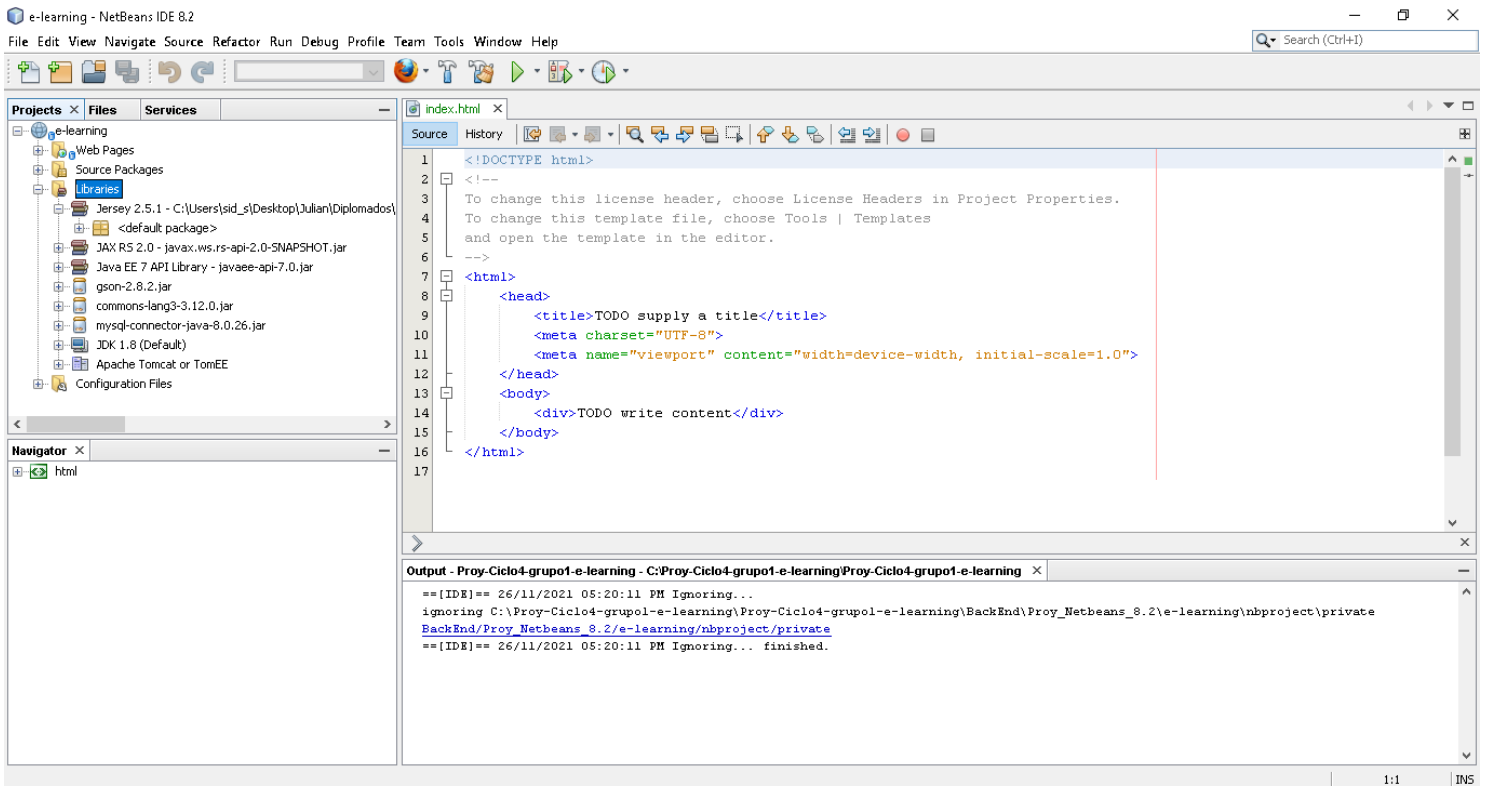 e-learning - NetBeans IDE 8.2
File Edit View Navigate Source Refactor Run Debug Profile Team Tools Window Help
Search (Ctrl+I)
Projects Files Services
e-learning
Web Pages
Source Packages
Libraries
Jersey 2.5.1 - C:\Users\sid_s\Desktop\Julian\Diplomados\
<default package>
JAX RS 2.0 - javax.ws.rs-api-2.0-SNAPSHOT.jar
Java EE 7 API Library - javaee-api-7.0.jar
gson-2.8.2.jar
commons-lang3-3.12.0.jar
mysql-connector-java-8.0.26.jar
JDK 1.8 (Default)
Apache Tomcat or TomEE
Configuration Files
Navigator
html
index.html
Source History
1 <!DOCTYPE html>
2 <!--
3 To change this license header, choose License Headers in Project Properties.
4 To change this template file, choose Tools | Templates
5 and open the template in the editor.
6 -->
7 <html>
8 <head>
9 <title>TODO supply a title</title>
10 <meta charset="UTF-8">
11 <meta name="viewport" content="width=device-width, initial-scale=1.0">
12 </head>
13 <body>
14 <div>TODO write content</div>
15 </body>
16 </html>
17
Output - Proy-Ciclo4-grupo1-e-learning - C:\Proy-Ciclo4-grupo1-e-learning\Proy-Ciclo4-grupo1-e-learning
==[IDE]== 26/11/2021 05:20:11 PM Ignoring...
ignoring C:\Proy-Ciclo4-grupo1-e-learning\Proy-Ciclo4-grupo1-e-learning\BackEnd\Proy_Netbeans_8.2\e-learning\nbproject\private
BackEnd/Proy_Netbeans_8.2/e-learning/nbproject/private
==[IDE]== 26/11/2021 05:20:11 PM Ignoring... finished.
1:1 INS